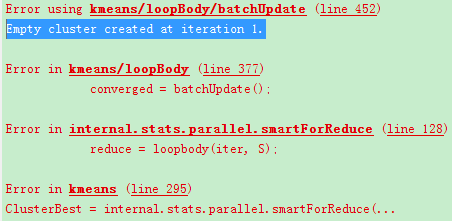 Error using kmeans/loopBody/batchUpdate (line 452)
Empty cluster created at iteration 1.
Error in kmeans/loopBody (line 377)
converged = batchUpdate();
Error in internal.stats.parallel.smartForReduce (line 128)
reduce = loopbody(iter, S);
Error in kmeans (line 295)
ClusterBest = internal.stats.parallel.smartForReduce(...